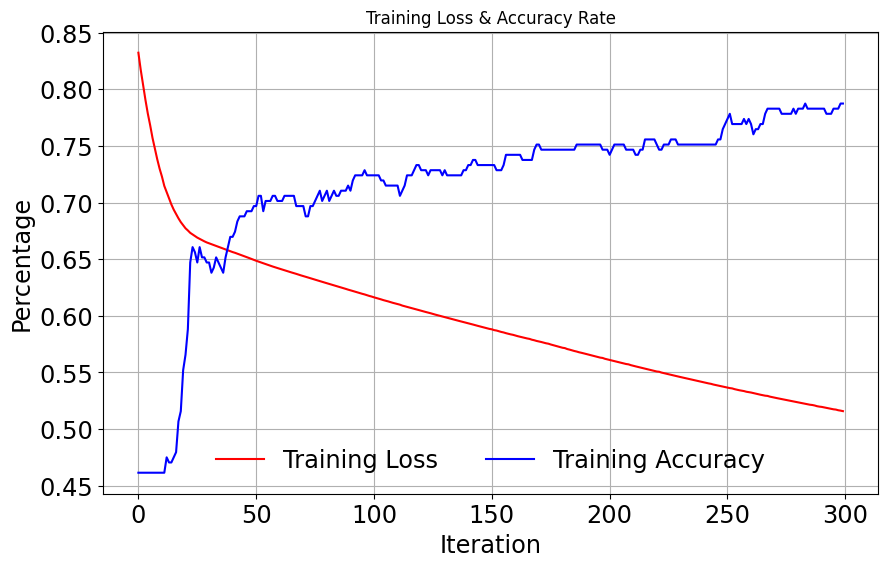 Training Loss & Accuracy Rate
0.85
0.80
0.75
0.70
0.65
0.60
0.55
0.50
0.45
Percentage
Training Loss
Training Accuracy
0 50 100 150 200 250 300
Iteration